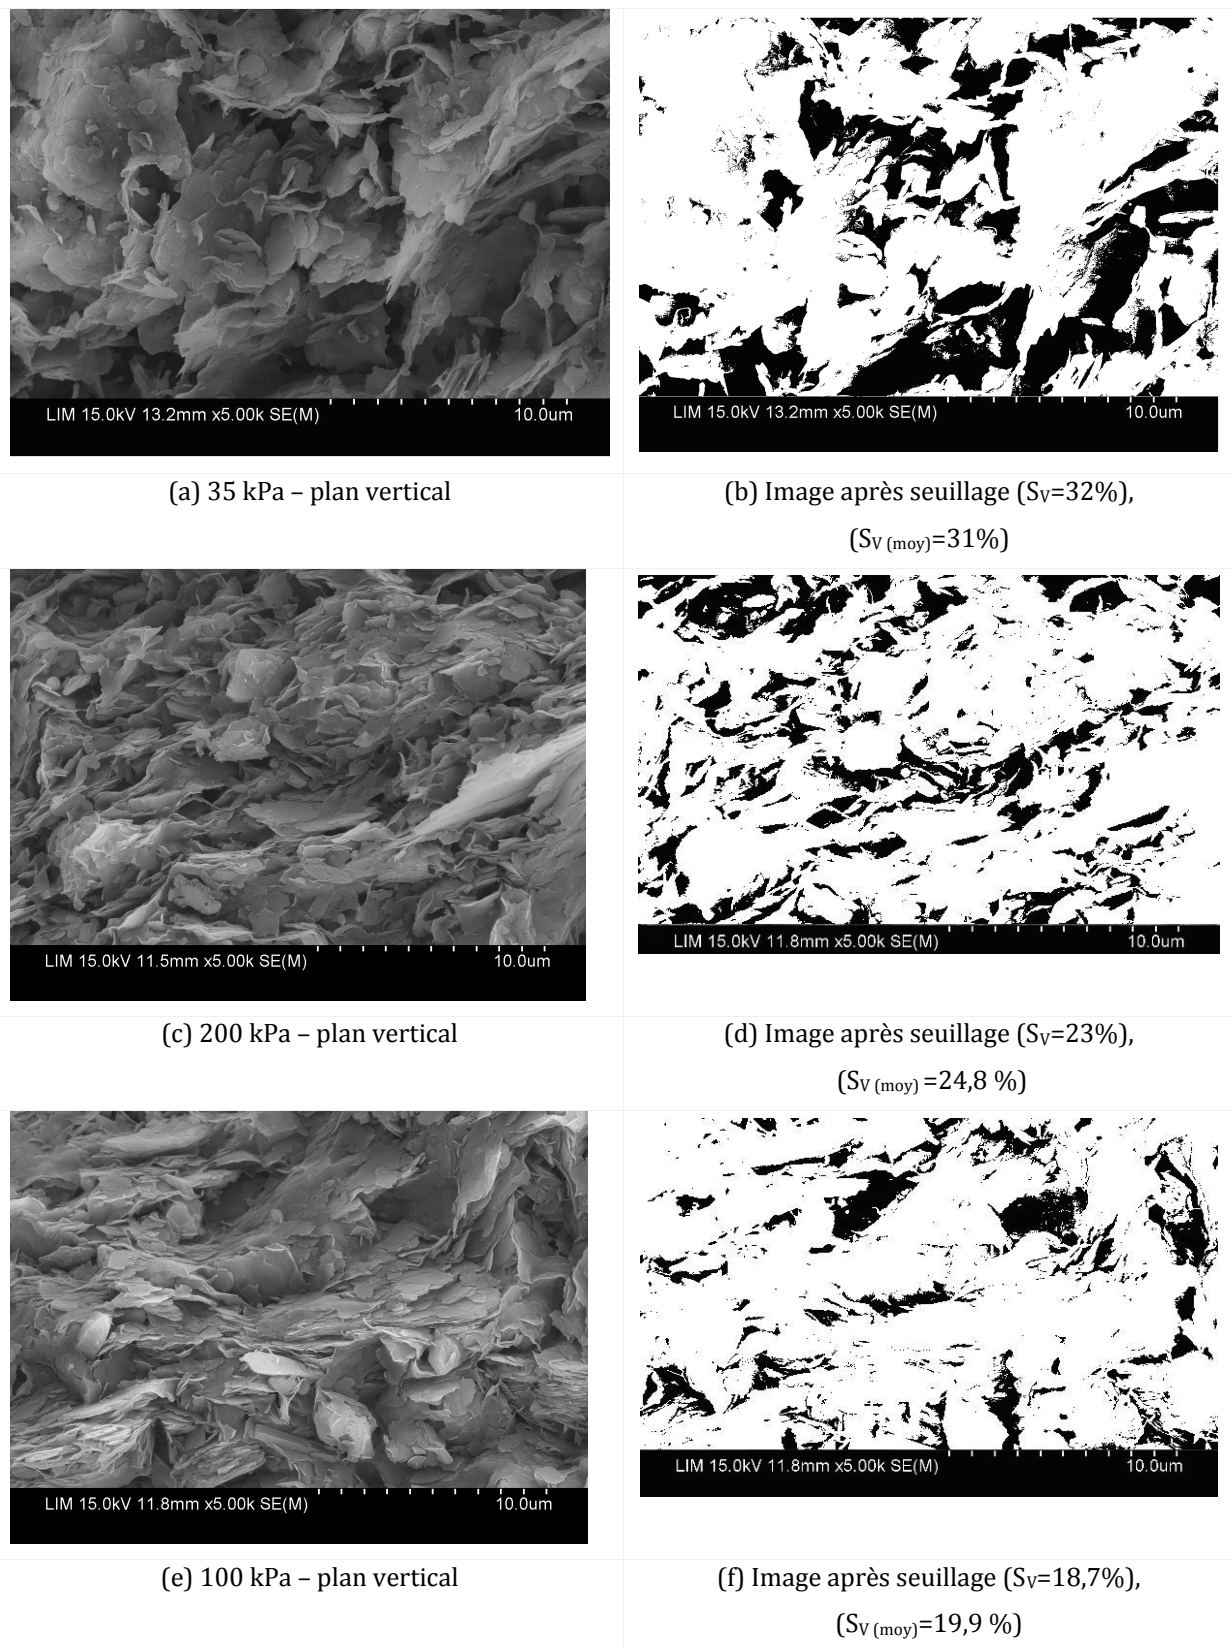 LIM 15.0kV 13.2mm x5.00k SE(M) 10.0um
LIM 15.0kV 13.2mm x5.00k SE(M) 10.0um
(a) 35 kPa – plan vertical
(b) Image après seuillage (SV=32%),
(SV (moy)=31%)
LIM 15.0kV 11.5mm x5.00k SE(M) 10.0um
LIM 15.0kV 11.8mm x5.00k SE(M) 10.0um
(c) 200 kPa – plan vertical
(d) Image après seuillage (SV=23%),
(SV (moy) =24,8 %)
LIM 15.0kV 11.8mm x5.00k SE(M) 10.0um
LIM 15.0kV 11.8mm x5.00k SE(M) 10.0um
(e) 100 kPa – plan vertical
(f) Image après seuillage (SV=18,7%),
(SV (moy)=19,9 %)